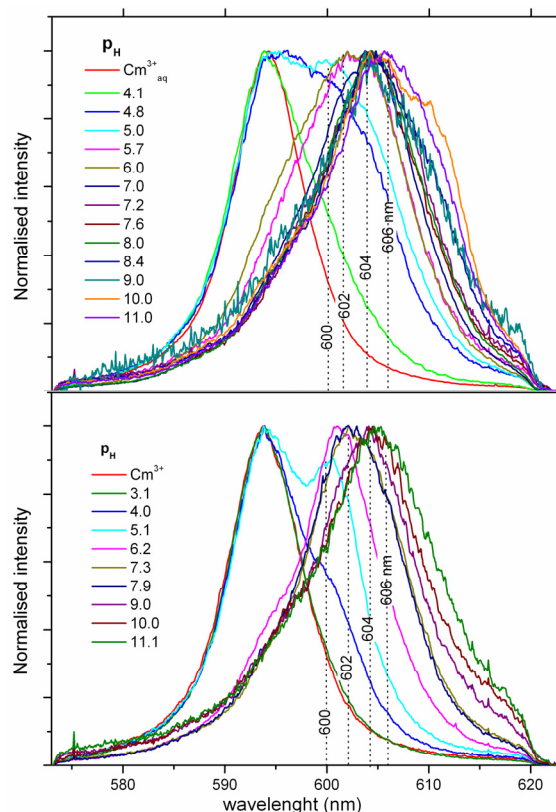 pH
Cm3+aq
4.1
4.8
5.0
5.7
6.0
7.0
7.2
7.6
8.0
8.4
9.0
10.0
11.0
Normalised intensity
600
602
604
606 nm
pH
Cm3+
3.1
4.0
5.1
6.2
7.3
7.9
9.0
10.0
11.1
Normalised intensity
600
602
604
606 nm
580 590 600 610 620
wavelenght (nm)